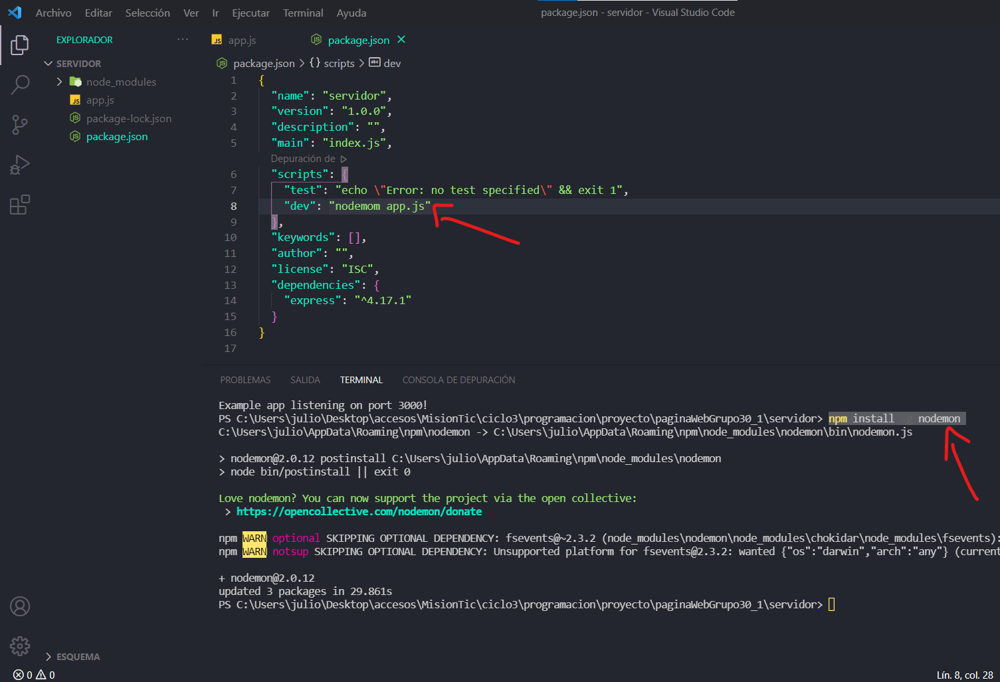 Archivo Editar Selección Ver Ir Ejecutar Terminal Ayuda
package.json - servidor - Visual Studio Code
EXPLORADOR
SERVIDOR
node_modules
JS app.js
JS package-lock.json
JS package.json
JS app.js
JS package.json
JS package.json > {} scripts > abc dev
1 {
2 "name": "servidor",
3 "version": "1.0.0",
4 "description": "",
5 "main": "index.js",
Depuración de
6 "scripts": {
7 "test": "echo \"Error: no test specified\" && exit 1",
8 "dev": "nodemom app.js"
9 },
10 "keywords": [],
11 "author": "",
12 "license": "ISC",
13 "dependencies": {
14 "express": "^4.17.1"
15 }
16 }
17
PROBLEMAS SALIDA TERMINAL CONSOLA DE DEPURACIÓN
Example app listening on port 3000!
PS C:\Users\julio\Desktop\accesos\MisionTic\ciclo3\programacion\proyecto\paginaWebGrupo30_1\servidor> npm install -g nodemon
C:\Users\julio\AppData\Roaming\npm\nodemon -> C:\Users\julio\AppData\Roaming\npm\node_modules\nodemon\bin\nodemon.js
> nodemon@2.0.12 postinstall C:\Users\julio\AppData\Roaming\npm\node_modules\nodemon
> node bin/postinstall || exit 0
Love nodemon? You can now support the project via the open collective:
> https://opencollective.com/nodemon/donate
npm WARN optional SKIPPING OPTIONAL DEPENDENCY: fsevents@~2.3.2 (node_modules\nodemon\node_modules\chokidar\node_modules\fsevents):
npm WARN notsup SKIPPING OPTIONAL DEPENDENCY: Unsupported platform for fsevents@2.3.2: wanted {"os":"darwin","arch":"any"} (current
+ nodemon@2.0.12
updated 3 packages in 29.861s
PS C:\Users\julio\Desktop\accesos\MisionTic\ciclo3\programacion\proyecto\paginaWebGrupo30_1\servidor>
ESQUEMA
0 0
Lín. 8, col. 28